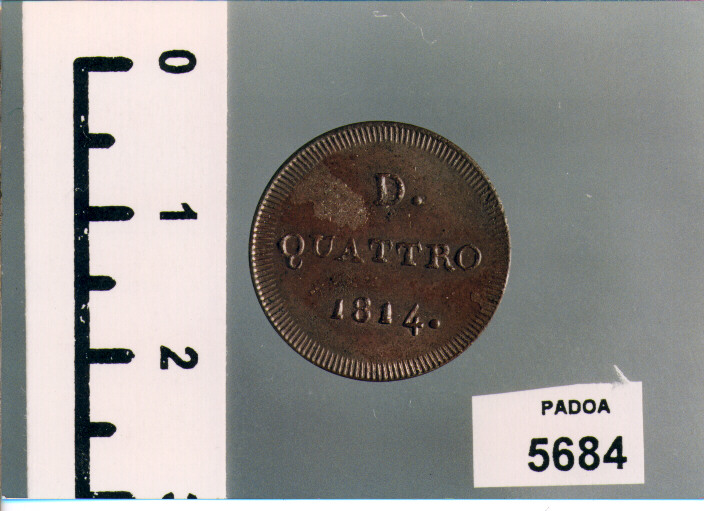 0
1
2
D.
QUATTRO
1814.
PADOA
5684